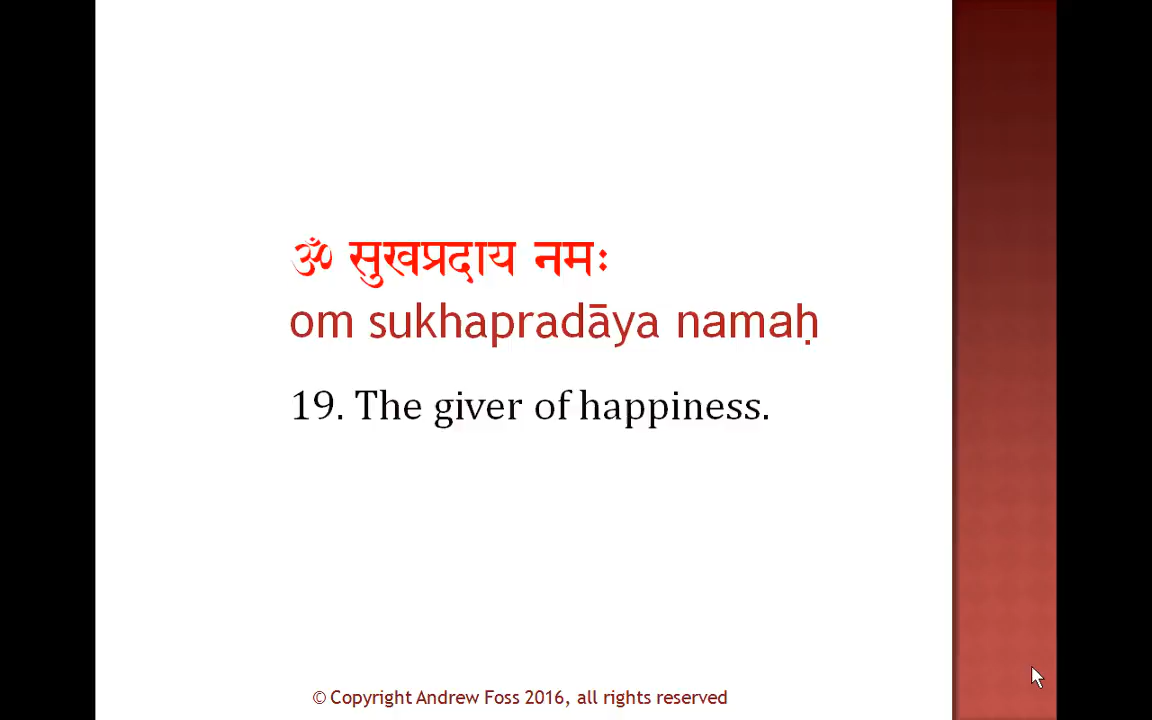 ॐ सुखप्रदाय नमः
om sukhapradāya namaḥ
19. The giver of happiness.
© Copyright Andrew Foss 2016, all rights reserved